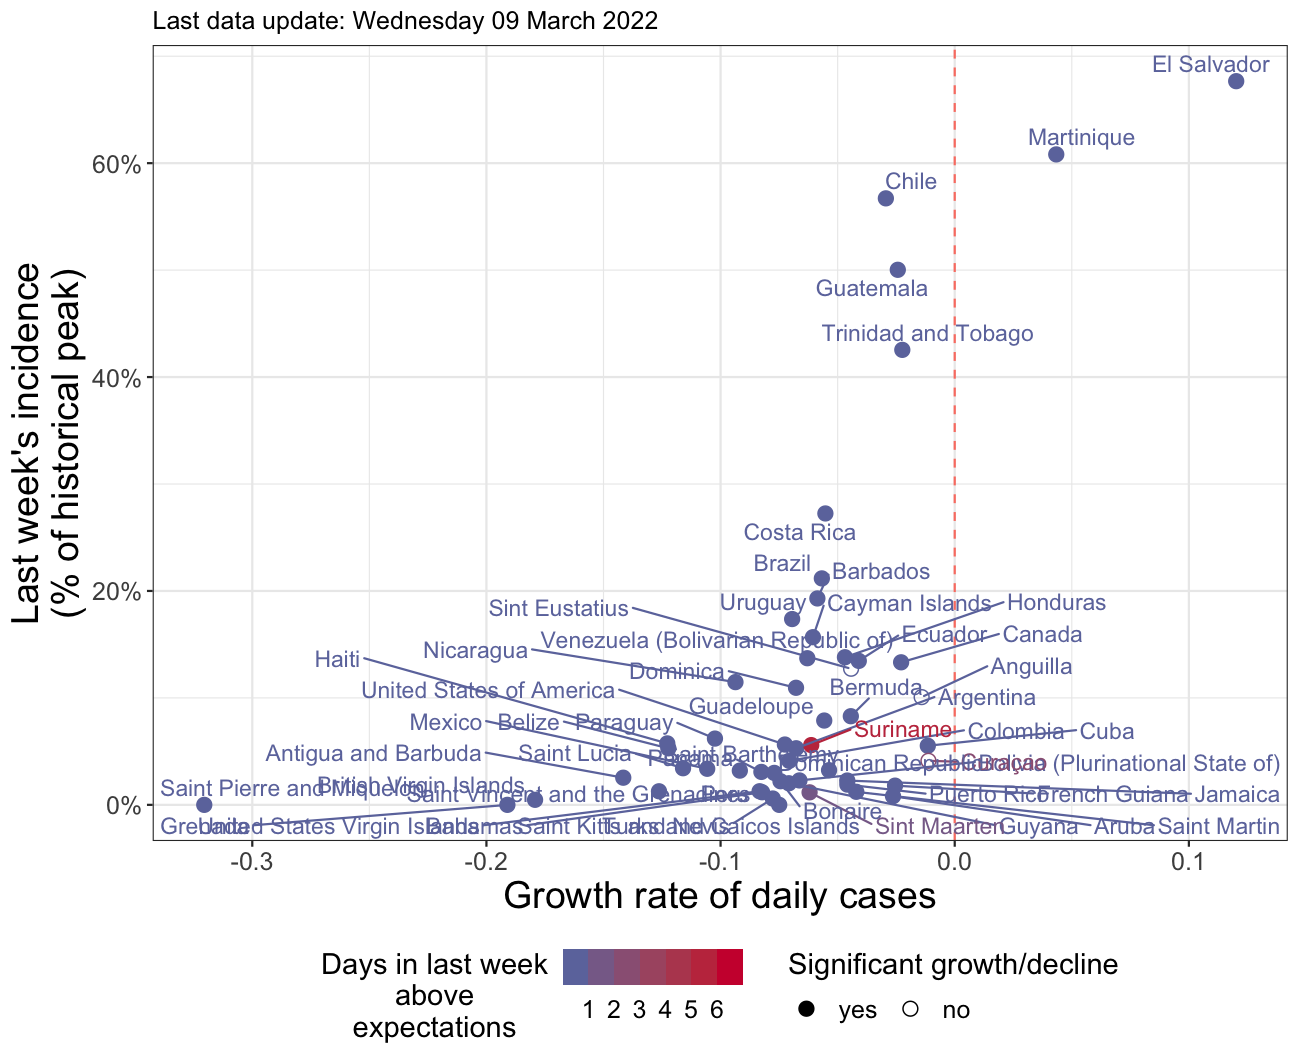 Last data update: Wednesday 09 March 2022
El Salvador
Martinique
60%
Chile
Guatemala
Trinidad and Tobago
40%
Last week's incidence
(% of historical peak)
Costa Rica
Brazil
Barbados
20%
Sint Eustatius
Uruguay
Cayman Islands
Honduras
Venezuela (Bolivarian Republic of)
Ecuador
Canada
Nicaragua
Haiti
Dominica
Anguilla
United States of America
Bermuda
Argentina
Guadeloupe
Mexico
Belize
Paraguay
Suriname
Colombia
Cuba
Antigua and Barbuda
Saint Lucia
Saint Barthelemy
Panama
Dominican Republic
Curaçao
Bolivia (Plurinational State of)
Saint Pierre and Miquelon
British Virgin Islands
Saint Vincent and the Grenadines
Peru
Puerto Rico
French Guiana
Jamaica
0%
Bonaire
Grenada
United States Virgin Islands
Bahamas
Saint Kitts and Nevis
Turks and Caicos Islands
Sint Maarten
Guyana
Aruba
Saint Martin
-0.3
-0.2
-0.1
0.0
0.1
Growth rate of daily cases
Days in last week
above
expectations
1 2 3 4 5 6
Significant growth/decline
yes
no